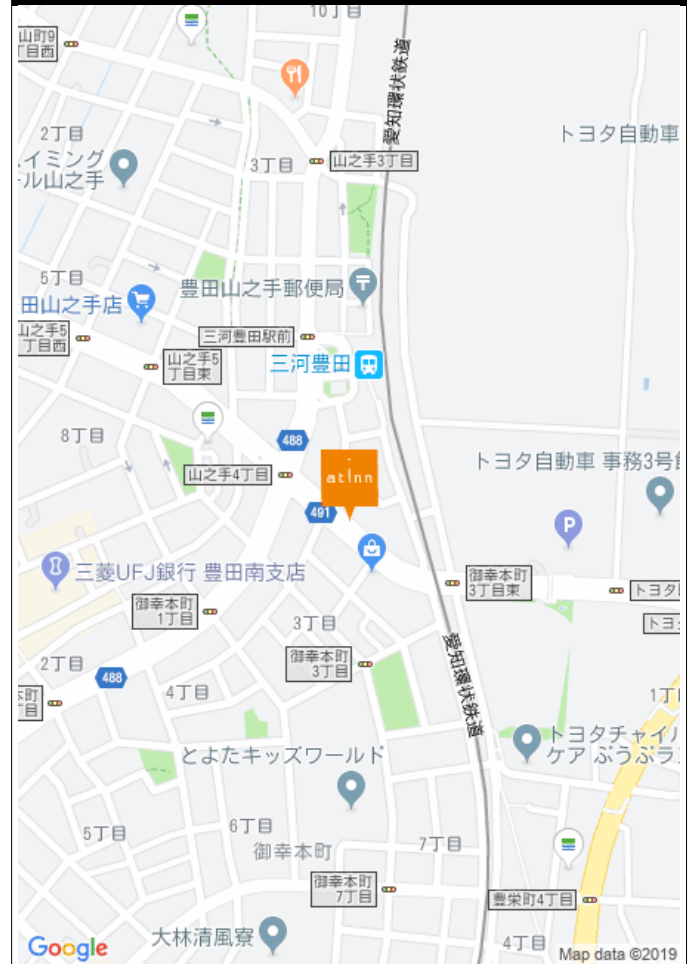 10丁目
山町9
丁目西
愛知環状鉄道
2丁目
トヨタ自動車
イミング
ル山之手
3丁目
山之手3丁目
5丁目
豊田山之手郵便局
田山之手店
山之手5
丁目西
三河豊田駅前
山之手5
丁目東
三河豊田
8丁目
488
山之手4丁目
atInn
トヨタ自動車 事務3号館
491
P
三菱UFJ銀行 豊田南支店
御幸本町
3丁目東
トヨタ
御幸本町
1丁目
3丁目
トヨ
御幸本町
3丁目
愛知環状鉄道
2丁目
488
本町
丁目
4丁目
1丁
トヨタチャイル
ケア ぶうぶラ
とよたキッズワールド
5丁目
6丁目
御幸本町
7丁目
御幸本町
7丁目
豊栄町4丁目
大林清風寮
4丁目
Google
Map data ©2019